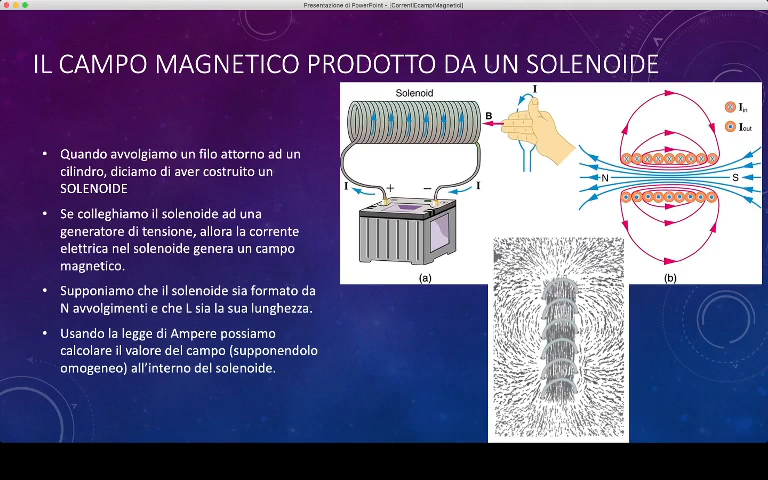 Presentazione di PowerPoint - [CorrentiEcampiMagnetici]
IL CAMPO MAGNETICO PRODOTTO DA UN SOLENOIDE
• Quando avvolgiamo un filo attorno ad un
cilindro, diciamo di aver costruito un
SOLENOIDE
• Se colleghiamo il solenoide ad una
generatore di tensione, allora la corrente
elettrica nel solenoide genera un campo
magnetico.
• Supponiamo che il solenoide sia formato da
N avvolgimenti e che L sia la sua lunghezza.
• Usando la legge di Ampere possiamo
calcolare il valore del campo (supponendolo
omogeneo) all’interno del solenoide.
Solenoid
I
B
I + − I
(a)
I in
I out
N S
(b)